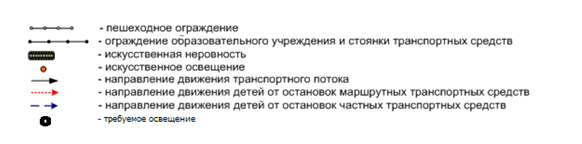 - пешеходное ограждение
- ограждение образовательного учреждения и стоянки транспортных средств
- искусственная неровность
- искусственное освещение
- направление движения транспортного потока
- направление движения детей от остановок маршрутных транспортных средств
- направление движения детей от остановок частных транспортных средств
- требуемое освещение